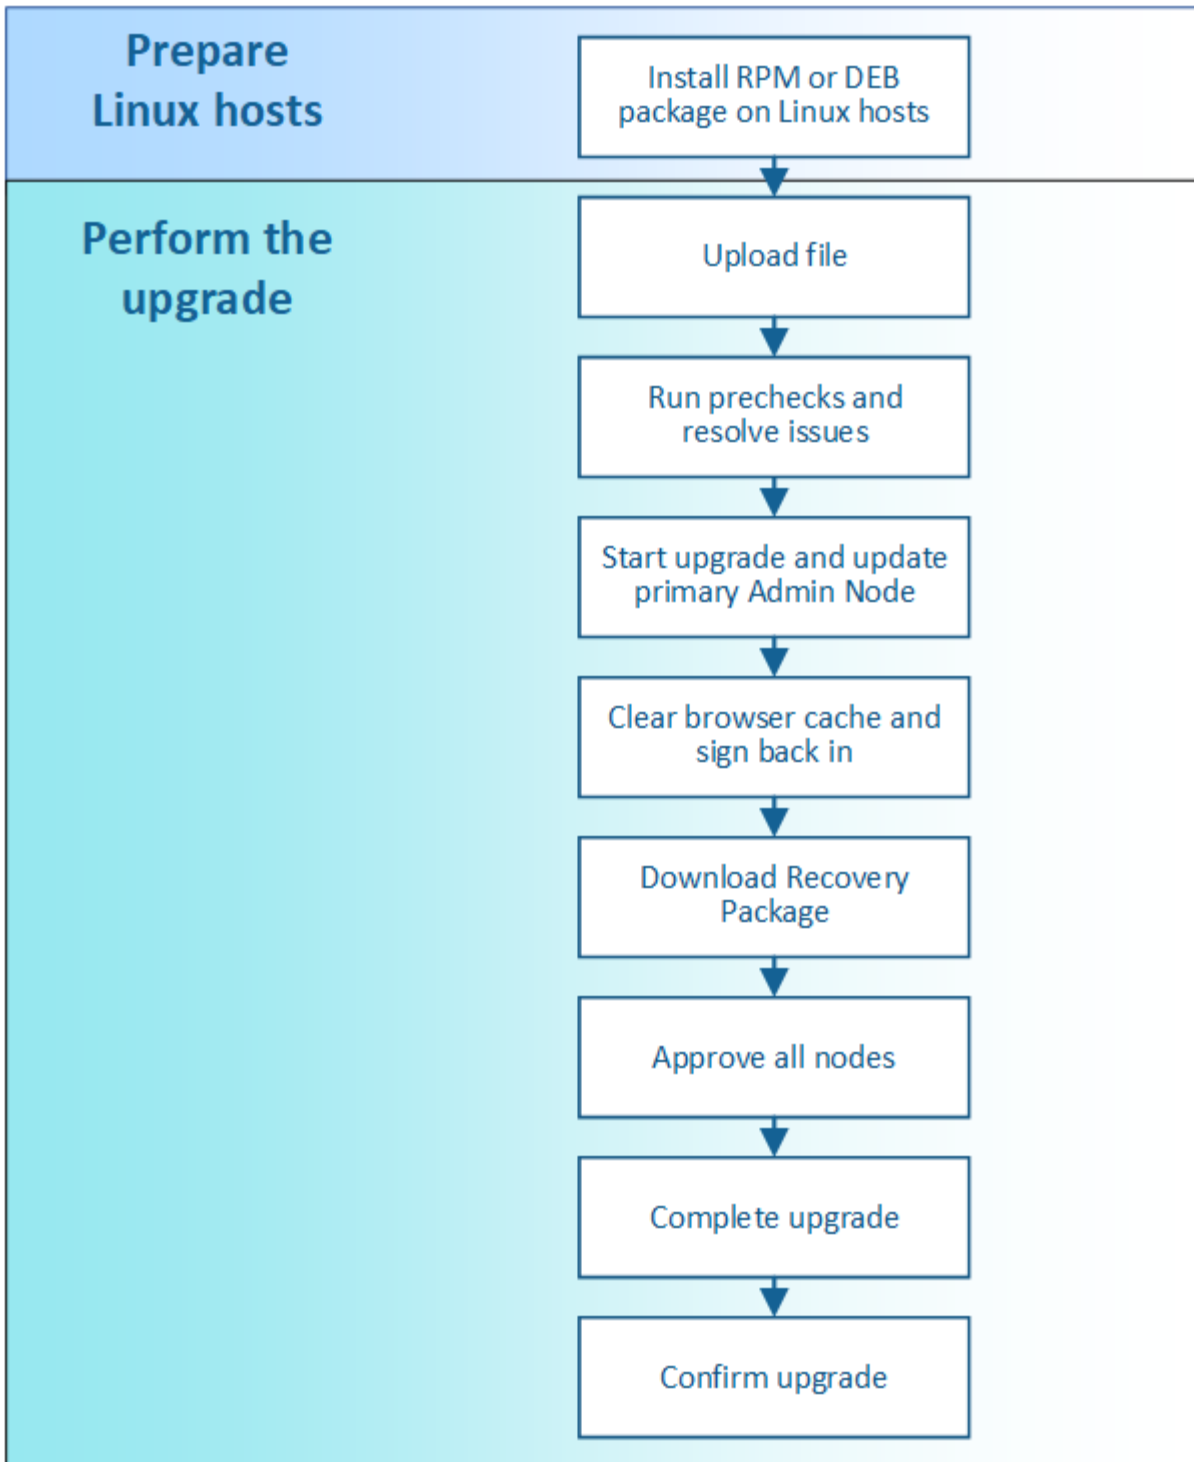 Prepare
Linux hosts
Install RPM or DEB
package on Linux hosts
Perform the
upgrade
Upload file
Run prechecks and
resolve issues
Start upgrade and update
primary Admin Node
Clear browser cache and
sign back in
Download Recovery
Package
Approve all nodes
Complete upgrade
Confirm upgrade